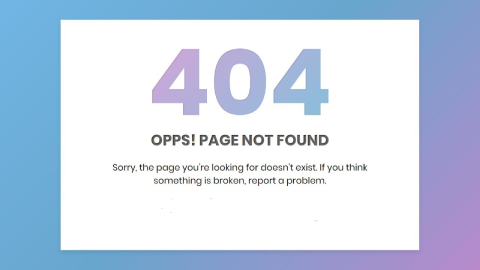 404
OPPS! PAGE NOT FOUND
Sorry, the page you're looking for doesn't exist. If you think
something is broken, report a problem.